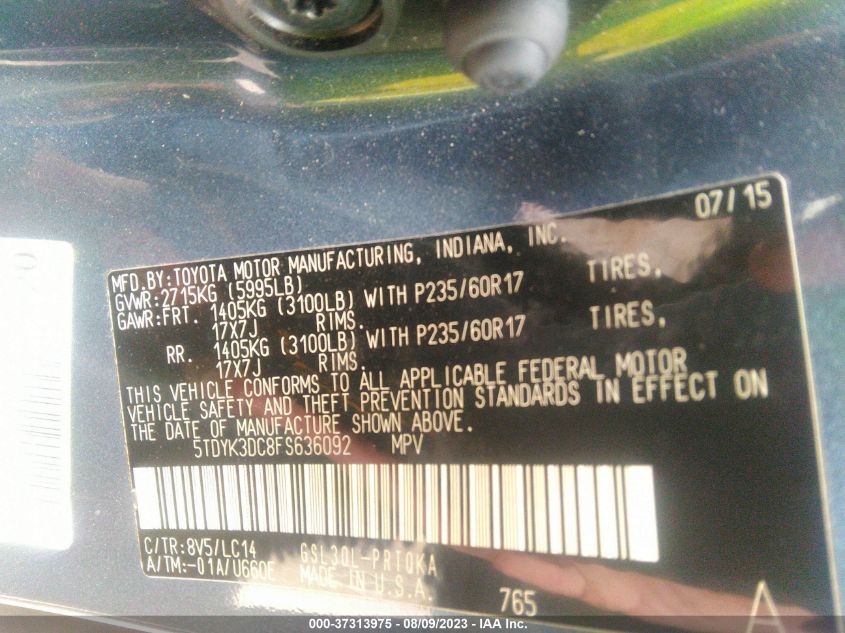 07/15
MFD.BY:TOYOTA MOTOR MANUFACTURING, INDIANA, INC.
GVWR:2715KG (5995LB)
GAWR:FRT. 1405KG (3100LB) WITH P235/60R17 TIRES,
17X7J RIMS.
RR. 1405KG (3100LB) WITH P235/60R17 TIRES,
17X7J RIMS.
THIS VEHICLE CONFORMS TO ALL APPLICABLE FEDERAL MOTOR
VEHICLE SAFETY AND THEFT PREVENTION STANDARDS IN EFFECT ON
THE DATE OF MANUFACTURE SHOWN ABOVE.
5TDYK3DC8FS636092 MPV
C/TR:8V5/LC14 GSL30L-PRTOKA
A/TM:-01A/U660E MADE IN U.S.A.
765 A
000-37313975 - 08/09/2023 - IAA Inc.